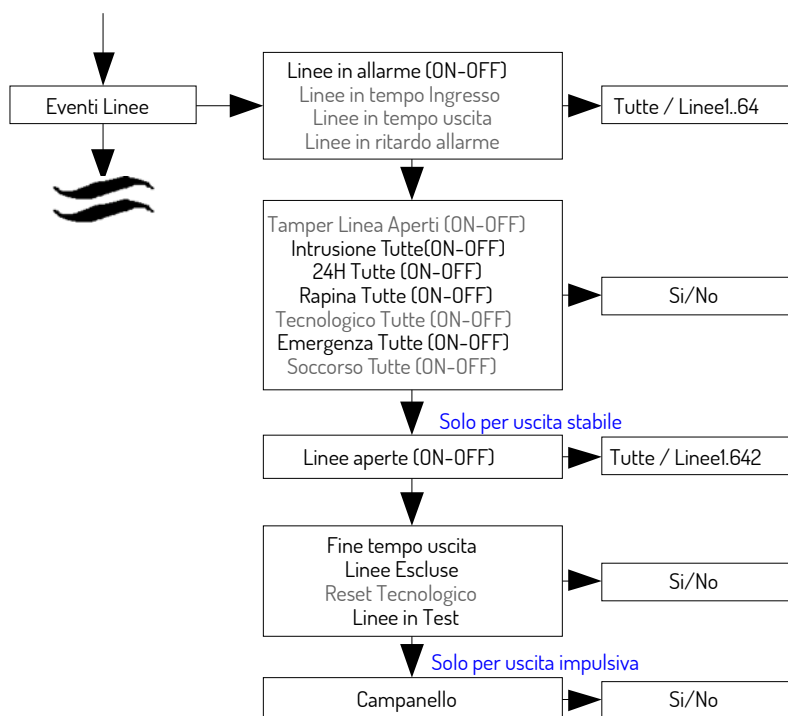 Eventi Linee
Linee in allarme (ON-OFF)
Linee in tempo Ingresso
Linee in tempo uscita
Linee in ritardo allarme
Tutte / Linee1..64
Tamper Linea Aperti (ON-OFF)
Intrusione Tutte(ON-OFF)
24H Tutte (ON-OFF)
Rapina Tutte (ON-OFF)
Tecnologico Tutte (ON-OFF)
Emergenza Tutte (ON-OFF)
Soccorso Tutte (ON-OFF)
Si/No
Solo per uscita stabile
Linee aperte (ON-OFF)
Tutte / Linee1.642
Fine tempo uscita
Linee Escluse
Reset Tecnologico
Linee in Test
Si/No
Solo per uscita impulsiva
Campanello
Si/No